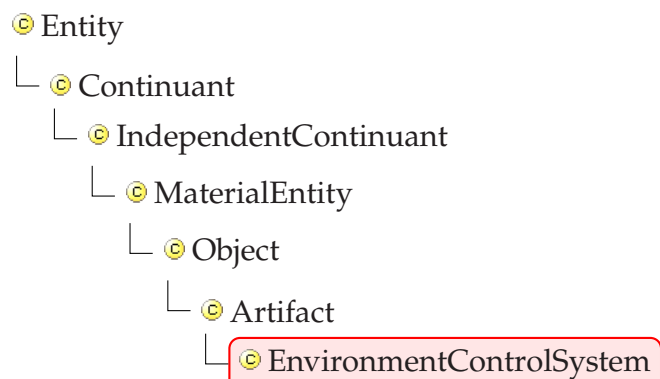 C Entity
C Continuant
C IndependentContinuant
C MaterialEntity
C Object
C Artifact
C EnvironmentControlSystem